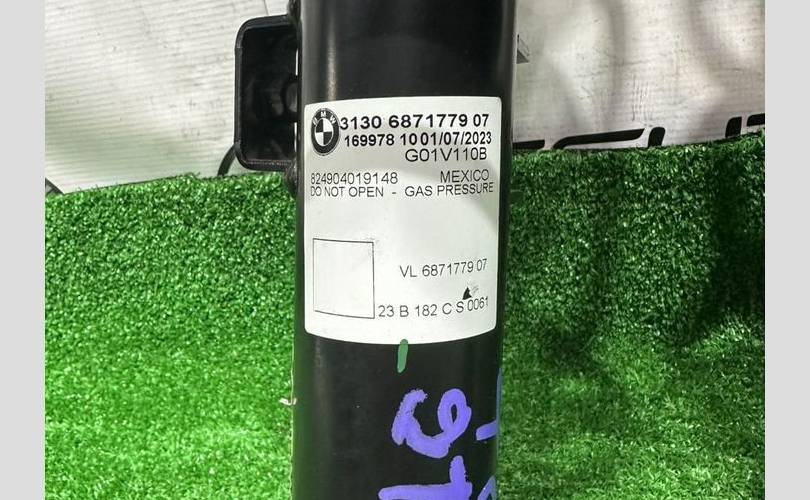 BMW
3130 6871779 07
169978 10 01/07/2023
G01V110B
824904019148 MEXICO
DO NOT OPEN - GAS PRESSURE
VL 6871779 07
23 B 182 C S 0061